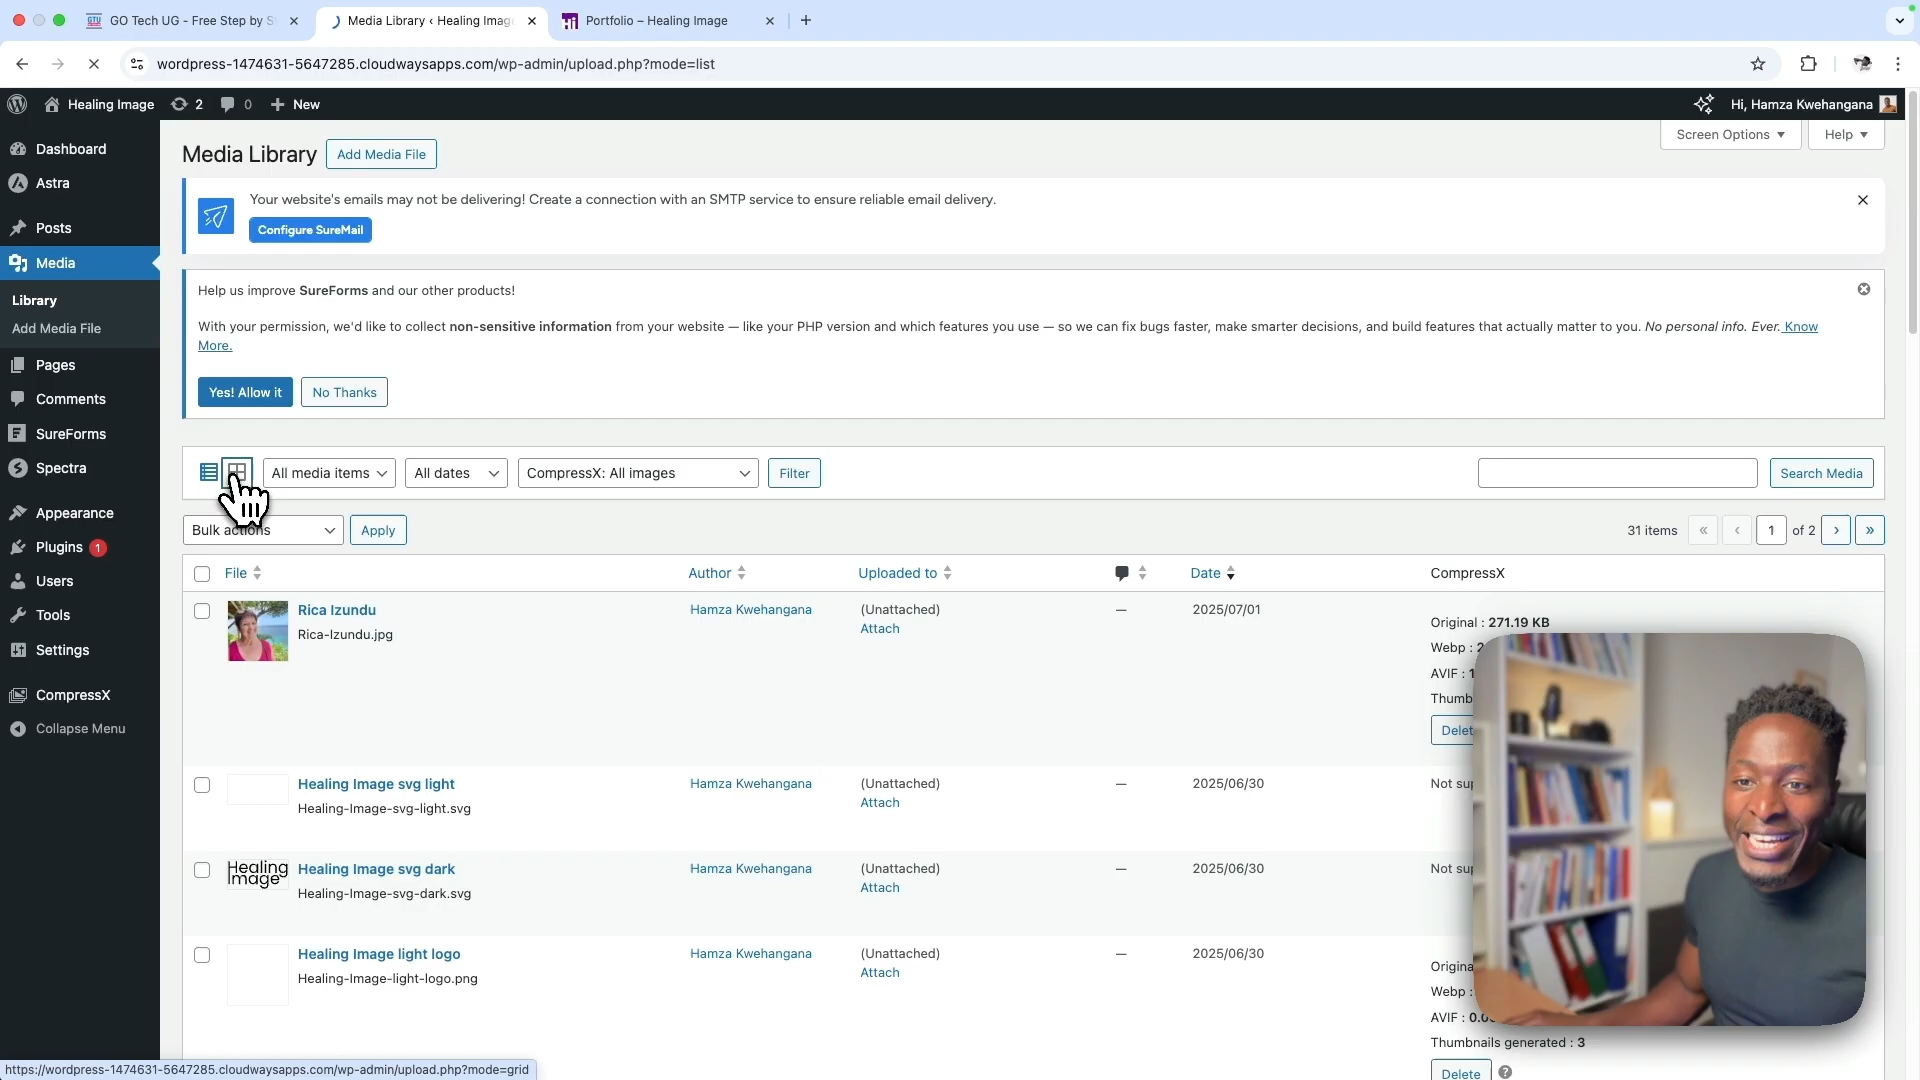 GO Tech UG - Free Step by S
Media Library ‹ Healing Imag
Portfolio – Healing Image
wordpress-1474631-5647285.cloudwaysapps.com/wp-admin/upload.php?mode=list
Healing Image
2
0
New
Hi, Hamza Kwehangana
Dashboard
Astra
Posts
Media
Library
Add Media File
Pages
Comments
SureForms
Spectra
Appearance
Plugins 1
Users
Tools
Settings
CompressX
Collapse Menu
Media Library
Add Media File
Screen Options
Help
Your website's emails may not be delivering! Create a connection with an SMTP service to ensure reliable email delivery.
Configure SureMail
Help us improve SureForms and our other products!
With your permission, we'd like to collect non-sensitive information from your website — like your PHP version and which features you use — so we can fix bugs faster, make smarter decisions, and build features that actually matter to you. No personal info. Ever. Know
More.
Yes! Allow it
No Thanks
All media items
All dates
CompressX: All images
Filter
Search Media
Bulk actions
Apply
31 items « ‹ 1 of 2 › »
File
Author
Uploaded to
Date
CompressX
Rica Izundu
Rica-Izundu.jpg
Hamza Kwehangana
(Unattached)
Attach
—
2025/07/01
Original : 271.19 KB
Webp : 2
AVIF : 1
Thumb
Delet
Healing Image svg light
Healing-Image-svg-light.svg
Hamza Kwehangana
(Unattached)
Attach
—
2025/06/30
Not sup
Healing
Image
Healing Image svg dark
Healing-Image-svg-dark.svg
Hamza Kwehangana
(Unattached)
Attach
—
2025/06/30
Not sup
Healing Image light logo
Healing-Image-light-logo.png
Hamza Kwehangana
(Unattached)
Attach
—
2025/06/30
Origina
Webp :
AVIF : 0.0
Thumbnails generated : 3
Delete
https://wordpress-1474631-5647285.cloudwaysapps.com/wp-admin/upload.php?mode=grid